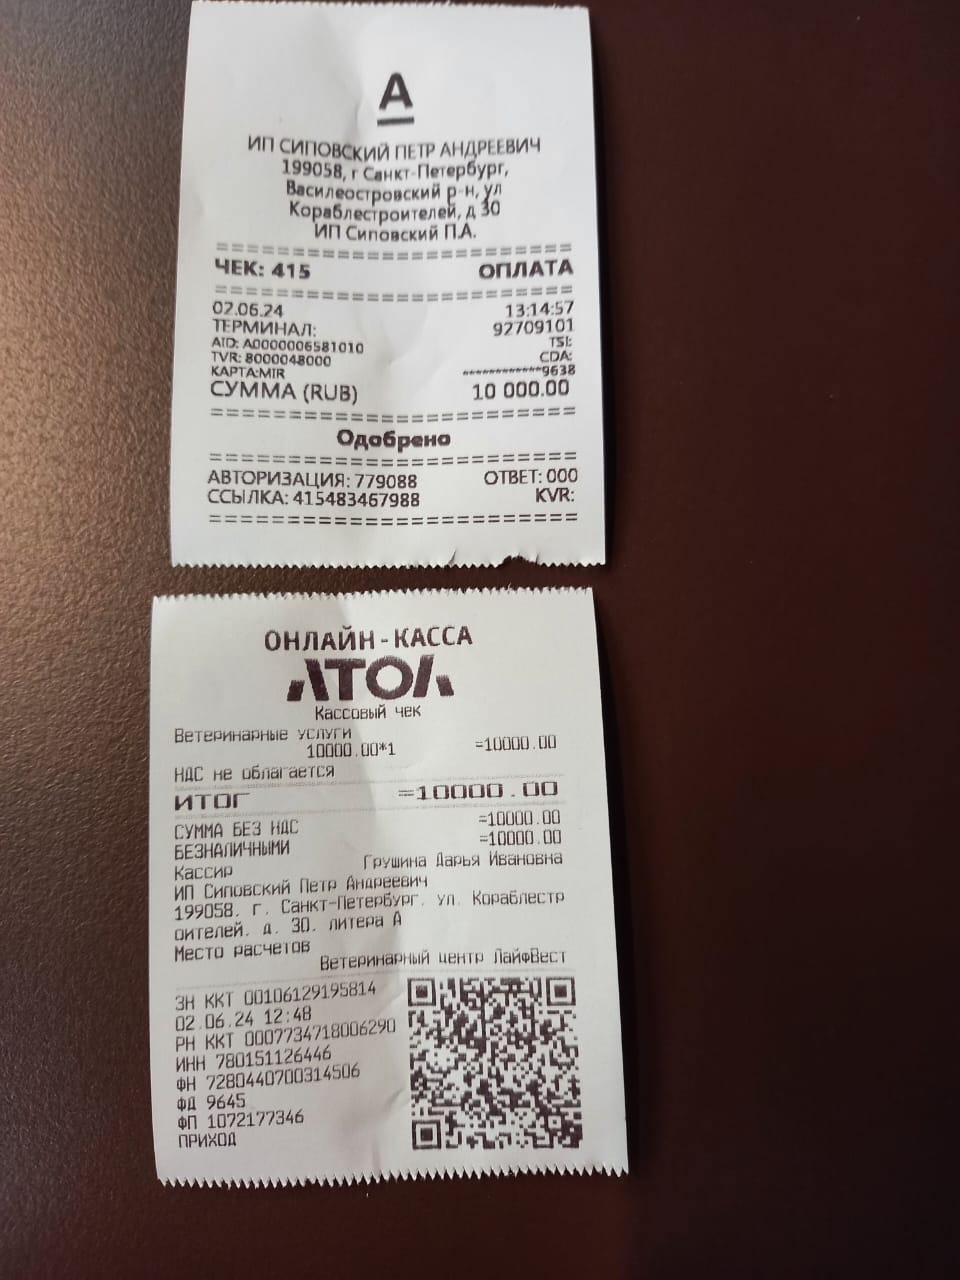 А
ИП СИПОВСКИЙ ПЕТР АНДРЕЕВИЧ
199058, г Санкт-Петербург,
Василеостровский р-н, ул
Кораблестроителей, д 30
ИП Сиповский П.А.
========================
ЧЕК: 415 ОПЛАТА
========================
02.06.24 13:14:57
ТЕРМИНАЛ: 92709101
AID: A0000006581010 TSI:
TVR: 8000048000 CDA:
КАРТА:MIR ************9638
СУММА (RUB) 10 000.00
========================
Одобрено
========================
АВТОРИЗАЦИЯ: 779088 ОТВЕТ: 000
ССЫЛКА: 415483467988 KVR:
========================
ОНЛАЙН-КАССА
АТОЛ
Кассовый чек
Ветеринарные услуги
10000.00*1 =10000.00
НДС не облагается
ИТОГ =10000.00
СУММА БЕЗ НДС =10000.00
БЕЗНАЛИЧНЫМИ =10000.00
Кассир Грушина Дарья Ивановна
ИП Сиповский Петр Андреевич
199058. г. Санкт-Петербург. ул. Кораблестр
оителей. д. 30. литера А
Место расчетов
Ветеринарный центр ЛайфВест
ЗН ККТ 00106129195814
02.06.24 12:48
РН ККТ 0007734718006290
ИНН 780151126446
ФН 7280440700314506
ФД 9645
ФП 1072177346
ПРИХОД